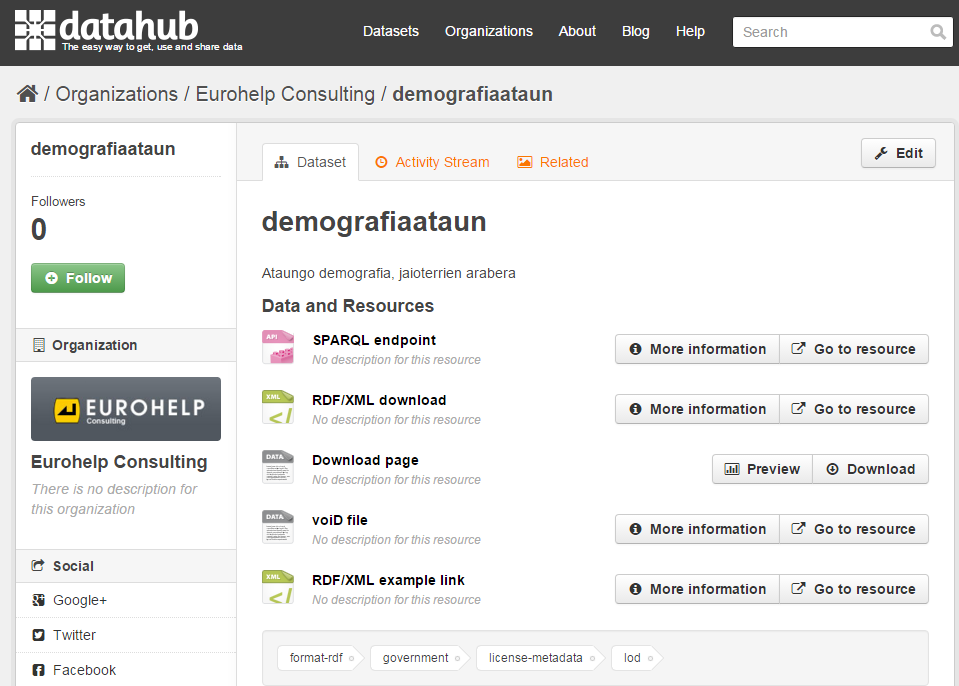 datahub
The easy way to get, use and share data
Datasets Organizations About Blog Help Search
/ Organizations / Eurohelp Consulting / demografiaataun
demografiaataun
Followers
0
Follow
Organization
EUROHELP
Consulting
Eurohelp Consulting
There is no description for
this organization
Social
Google+
Twitter
Facebook
Dataset Activity Stream Related Edit
demografiaataun
Ataungo demografia, jaioterrien arabera
Data and Resources
API
SPARQL endpoint More information Go to resource
No description for this resource
XML
RDF/XML download More information Go to resource
No description for this resource
DATA
Download page Preview Download
No description for this resource
DATA
voiD file More information Go to resource
No description for this resource
XML
RDF/XML example link More information Go to resource
No description for this resource
format-rdf government license-metadata lod